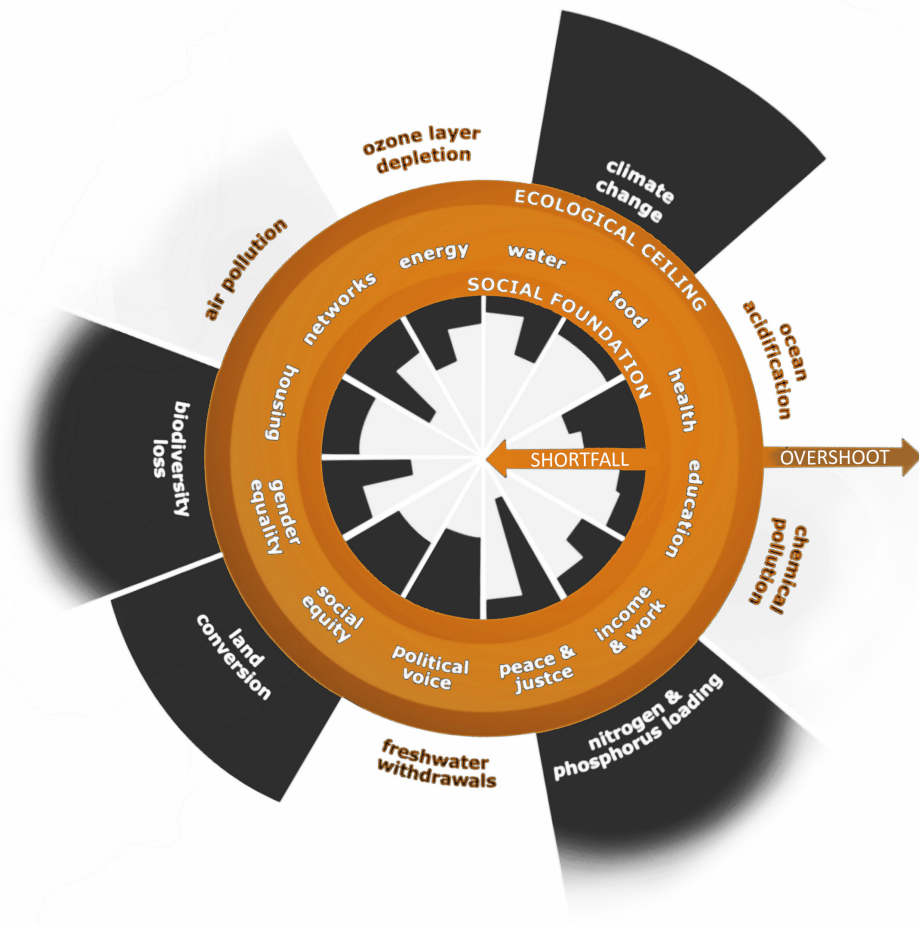 ozone layer
depletion
climate
change
ECOLOGICAL CEILING
air pollution
energy
water
networks
SOCIAL FOUNDATION
food
ocean
acidification
housing
health
biodiversity
loss
SHORTFALL
OVERSHOOT
gender
equality
education
chemical
pollution
social
equity
income
& work
land
conversion
political
voice
peace &
justce
nitrogen &
phosphorus loading
freshwater
withdrawals